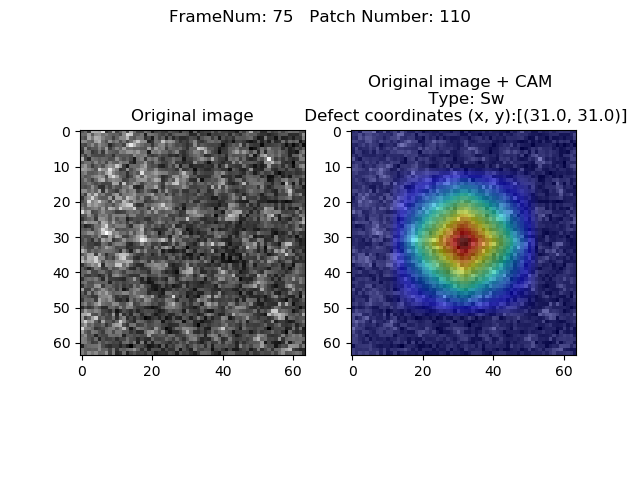 FrameNum: 75   Patch Number: 110
Original image
Original image + CAM
Type: Sw
Defect coordinates (x, y):[(31.0, 31.0)]
0
10
20
30
40
50
60
0 20 40 60
0
10
20
30
40
50
60
0 20 40 60